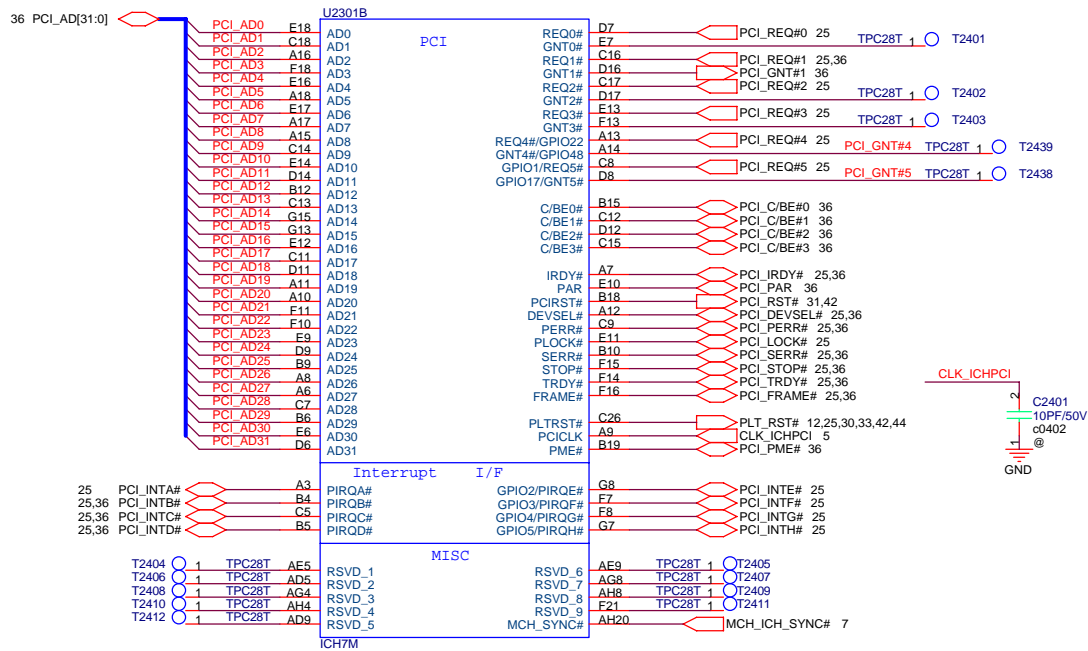 U2301B
36 PCI_AD[31:0]
PCI
PCI_AD0 E18 AD0 REQ0# D7 PCI_REQ#0 25
PCI_AD1 C18 AD1 GNT0# E7 TPC28T 1 T2401
PCI_AD2 A16 AD2 REQ1# C16 PCI_REQ#1 25,36
PCI_AD3 F18 AD3 GNT1# D16 PCI_GNT#1 36
PCI_AD4 E16 AD4 REQ2# C17 PCI_REQ#2 25
PCI_AD5 A18 AD5 GNT2# D17 TPC28T 1 T2402
PCI_AD6 E17 AD6 REQ3# E13 PCI_REQ#3 25
PCI_AD7 A17 AD7 GNT3# F13 TPC28T 1 T2403
PCI_AD8 A15 AD8 REQ4#/GPIO22 A13 PCI_REQ#4 25
PCI_AD9 C14 AD9 GNT4#/GPIO48 A14 PCI_GNT#4 TPC28T 1 T2439
PCI_AD10 E14 AD10 GPIO1/REQ5# C8 PCI_REQ#5 25
PCI_AD11 D14 AD11 GPIO17/GNT5# D8 PCI_GNT#5 TPC28T 1 T2438
PCI_AD12 B12 AD12
PCI_AD13 C13 AD13 C/BE0# B15 PCI_C/BE#0 36
PCI_AD14 G15 AD14 C/BE1# C12 PCI_C/BE#1 36
PCI_AD15 G13 AD15 C/BE2# D12 PCI_C/BE#2 36
PCI_AD16 E12 AD16 C/BE3# C15 PCI_C/BE#3 36
PCI_AD17 C11 AD17
PCI_AD18 D11 AD18 IRDY# A7 PCI_IRDY# 25,36
PCI_AD19 A11 AD19 PAR E10 PCI_PAR 36
PCI_AD20 A10 AD20 PCIRST# B18 PCI_RST# 31,42
PCI_AD21 F11 AD21 DEVSEL# A12 PCI_DEVSEL# 25,36
PCI_AD22 F10 AD22 PERR# C9 PCI_PERR# 25,36
PCI_AD23 E9 AD23 PLOCK# E11 PCI_LOCK# 25
PCI_AD24 D9 AD24 SERR# B10 PCI_SERR# 25,36
PCI_AD25 B9 AD25 STOP# F15 PCI_STOP# 25,36
PCI_AD26 A8 AD26 TRDY# F14 PCI_TRDY# 25,36
PCI_AD27 A6 AD27 FRAME# F16 PCI_FRAME# 25,36
PCI_AD28 C7 AD28
PCI_AD29 B6 AD29 PLTRST# C26 PLT_RST# 12,25,30,33,42,44
PCI_AD30 E6 AD30 PCICLK A9 CLK_ICHPCI 5
PCI_AD31 D6 AD31 PME# B19 PCI_PME# 36
CLK_ICHPCI
2
C2401
10PF/50V
c0402
1 @
GND
Interrupt I/F
25 PCI_INTA# A3 PIRQA# GPIO2/PIRQE# G8 PCI_INTE# 25
25,36 PCI_INTB# B4 PIRQB# GPIO3/PIRQF# F7 PCI_INTF# 25
25,36 PCI_INTC# C5 PIRQC# GPIO4/PIRQG# F8 PCI_INTG# 25
25,36 PCI_INTD# B5 PIRQD# GPIO5/PIRQH# G7 PCI_INTH# 25
MISC
T2404 1 TPC28T AE5 RSVD_1 RSVD_6 AE9 TPC28T 1 T2405
T2406 1 TPC28T AD5 RSVD_2 RSVD_7 AG8 TPC28T 1 T2407
T2408 1 TPC28T AG4 RSVD_3 RSVD_8 AH8 TPC28T 1 T2409
T2410 1 TPC28T AH4 RSVD_4 RSVD_9 F21 TPC28T 1 T2411
T2412 1 TPC28T AD9 RSVD_5 MCH_SYNC# AH20 MCH_ICH_SYNC# 7
ICH7M